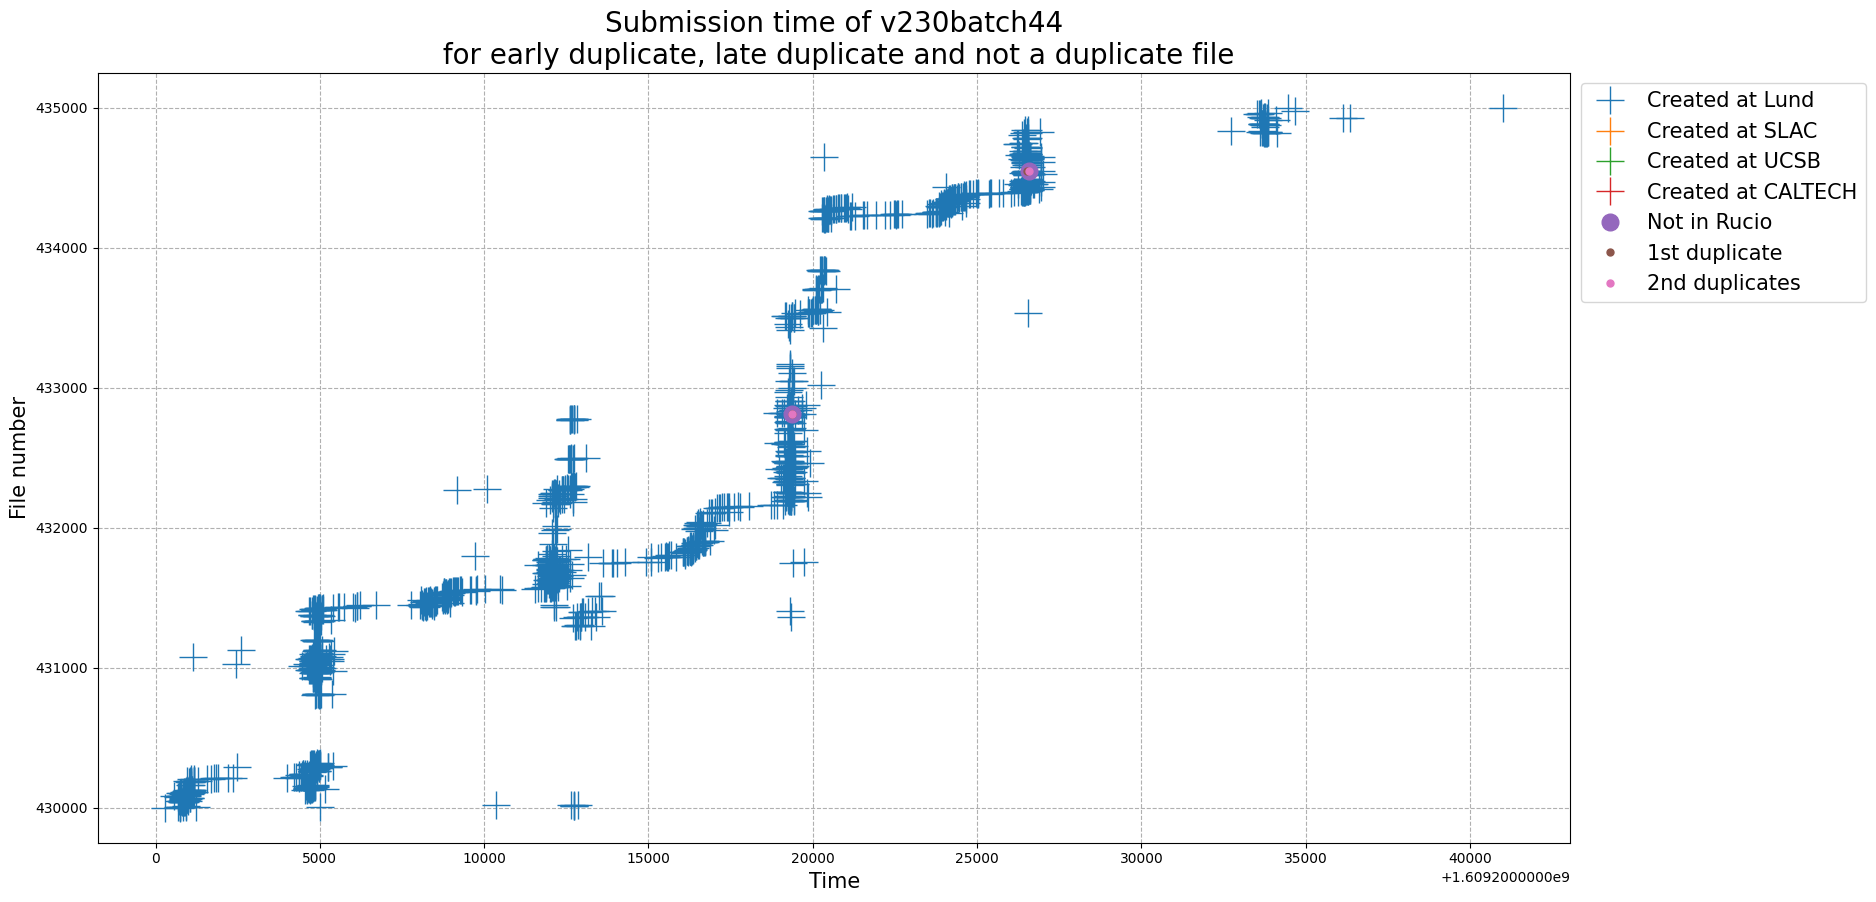 Submission time of v230batch44
for early duplicate, late duplicate and not a duplicate file
Created at Lund
Created at SLAC
Created at UCSB
Created at CALTECH
Not in Rucio
1st duplicate
2nd duplicates
File number
435000
434000
433000
432000
431000
430000
0
5000
10000
15000
20000
25000
30000
35000
40000
Time
+1.6092000000e9